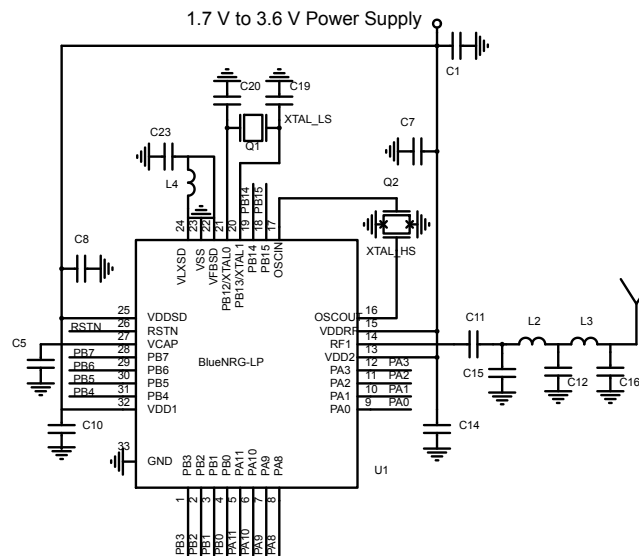 1.7 V to 3.6 V Power Supply
C1
C20
C19
XTAL_LS
Q1
C7
C23
L4
Q2
XTAL_HS
C8
24
23
22
21
20
19
18
17
PB14
PB15
VLXSD
VSS
VFBSD
PB12/XTAL0
PB13/XTAL1
PB14
PB15
OSCIN
25
VDDSD
RSTN
26
RSTN
C5
27
VCAP
PB7
28
PB7
PB6
29
PB6
PB5
30
PB5
PB4
31
PB4
32
VDD1
C10
33
GND
BlueNRG-LP
OSCOUT
16
VDDRF
15
RF1
14
VDD2
13
PA3
12
PA3
PA2
11
PA2
PA1
10
PA1
PA0
9
PA0
C11
L2
L3
C15
C12
C16
C14
U1
PB3
PB2
PB1
PB0
PA11
PA10
PA9
PA8
1
2
3
4
5
6
7
8
PB3
PB2
PB1
PB0
PA11
PA10
PA9
PA8